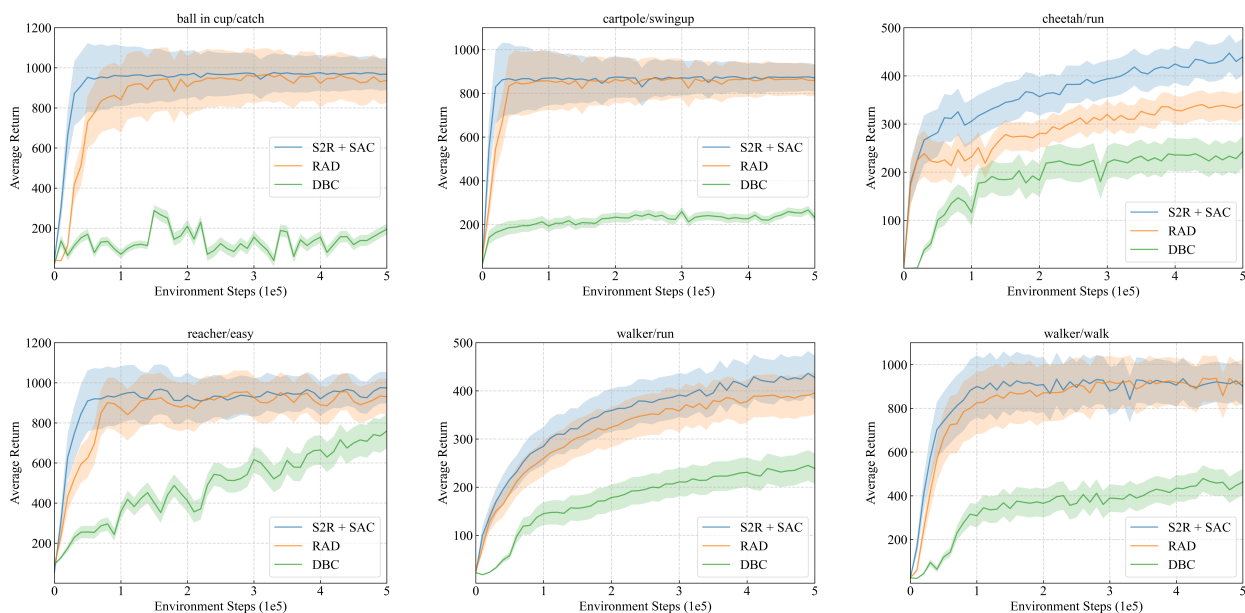 ball in cup/catch
1200
1000
800
600
400
200
Average Return
S2R + SAC
RAD
DBC
0 1 2 3 4 5
Environment Steps (1e5)
cartpole/swingup
1000
800
600
400
200
Average Return
S2R + SAC
RAD
DBC
0 1 2 3 4 5
Environment Steps (1e5)
cheetah/run
500
400
300
200
100
Average Return
S2R + SAC
RAD
DBC
0 1 2 3 4 5
Environment Steps (1e5)
reacher/easy
1200
1000
800
600
400
200
Average Return
S2R + SAC
RAD
DBC
0 1 2 3 4 5
Environment Steps (1e5)
walker/run
500
400
300
200
100
Average Return
S2R + SAC
RAD
DBC
0 1 2 3 4 5
Environment Steps (1e5)
walker/walk
1000
800
600
400
200
Average Return
S2R + SAC
RAD
DBC
0 1 2 3 4 5
Environment Steps (1e5)